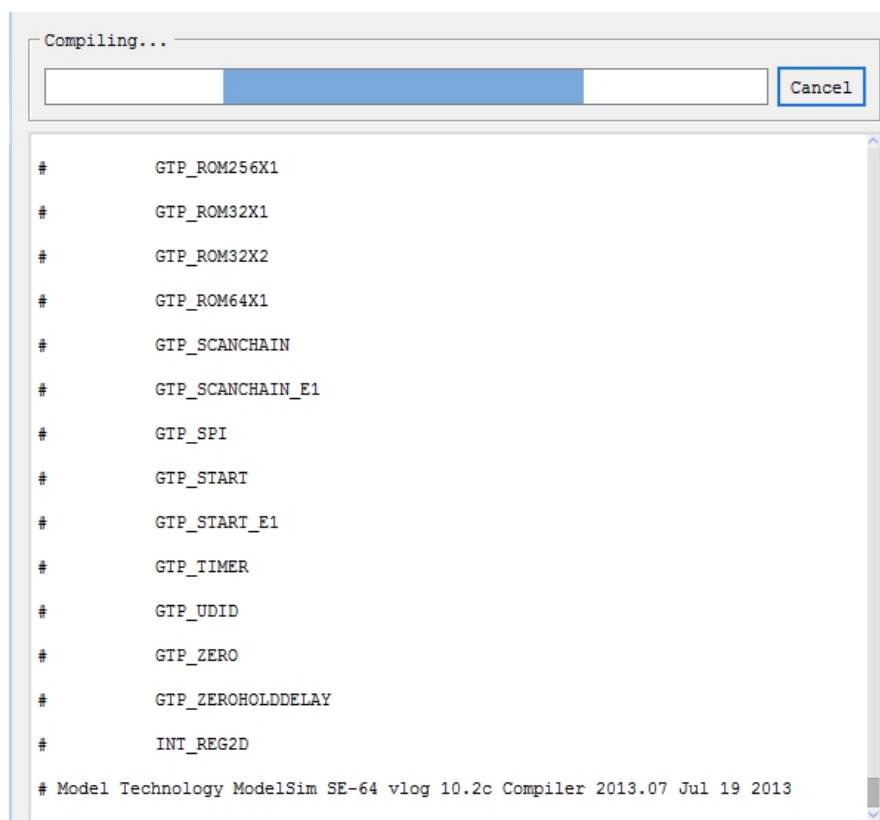 Compiling...
Cancel
# GTP_ROM256X1
# GTP_ROM32X1
# GTP_ROM32X2
# GTP_ROM64X1
# GTP_SCANCHAIN
# GTP_SCANCHAIN_E1
# GTP_SPI
# GTP_START
# GTP_START_E1
# GTP_TIMER
# GTP_UDID
# GTP_ZERO
# GTP_ZEROHOLDDELAY
# INT_REG2D
# Model Technology ModelSim SE-64 vlog 10.2c Compiler 2013.07 Jul 19 2013